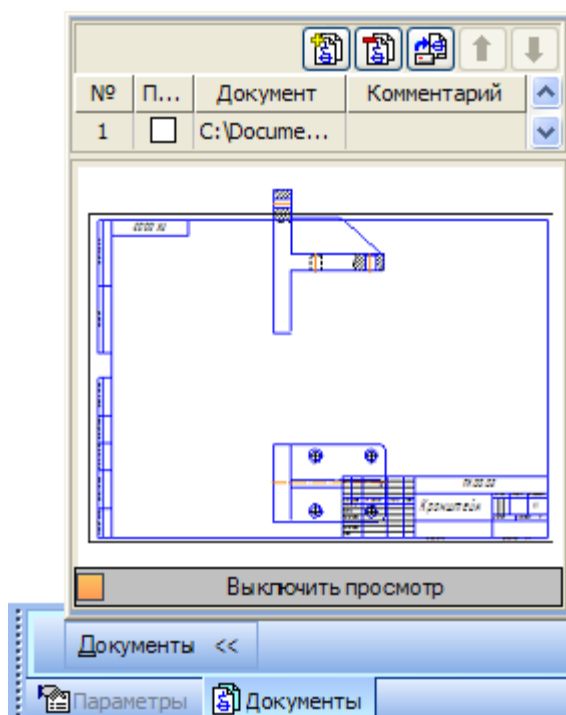 № П... Документ Комментарий
1 C:\Docume...
Кронштейн
Выключить просмотр
Документы <<
Параметры Документы